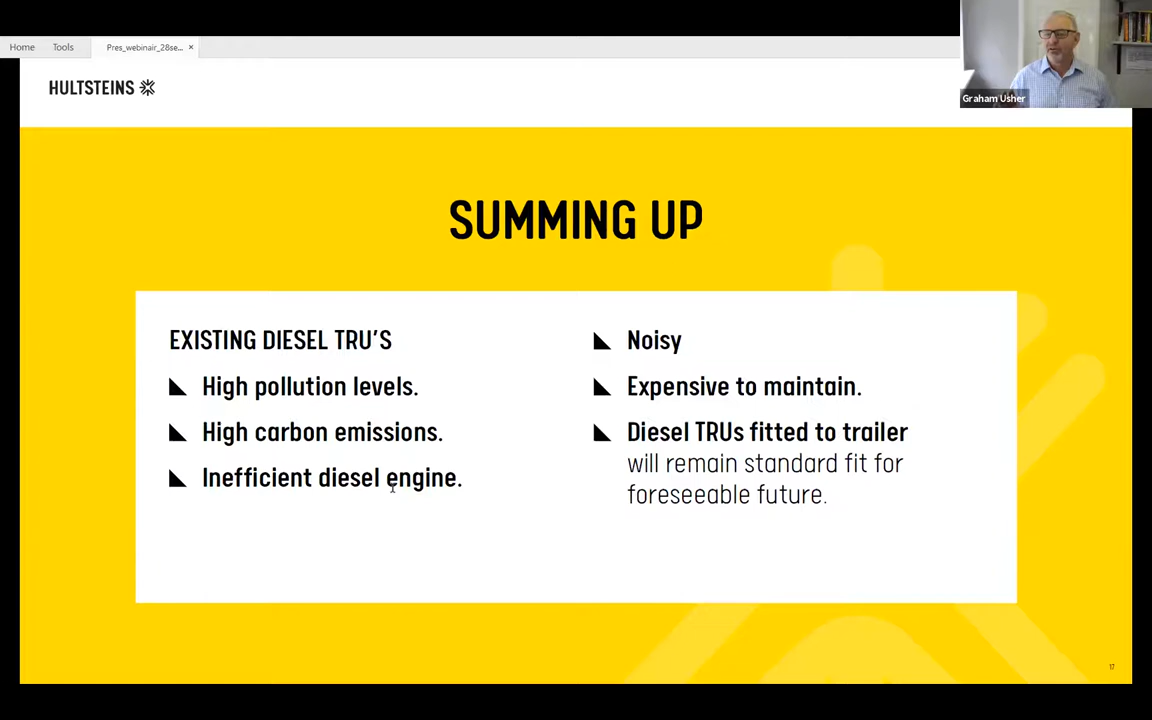 Home Tools Pres_webinair_28se... ×
Graham Usher
HULTSTEINS
SUMMING UP
EXISTING DIESEL TRU'S
High pollution levels.
High carbon emissions.
Inefficient diesel engine.
Noisy
Expensive to maintain.
Diesel TRUs fitted to trailer
will remain standard fit for
foreseeable future.
17